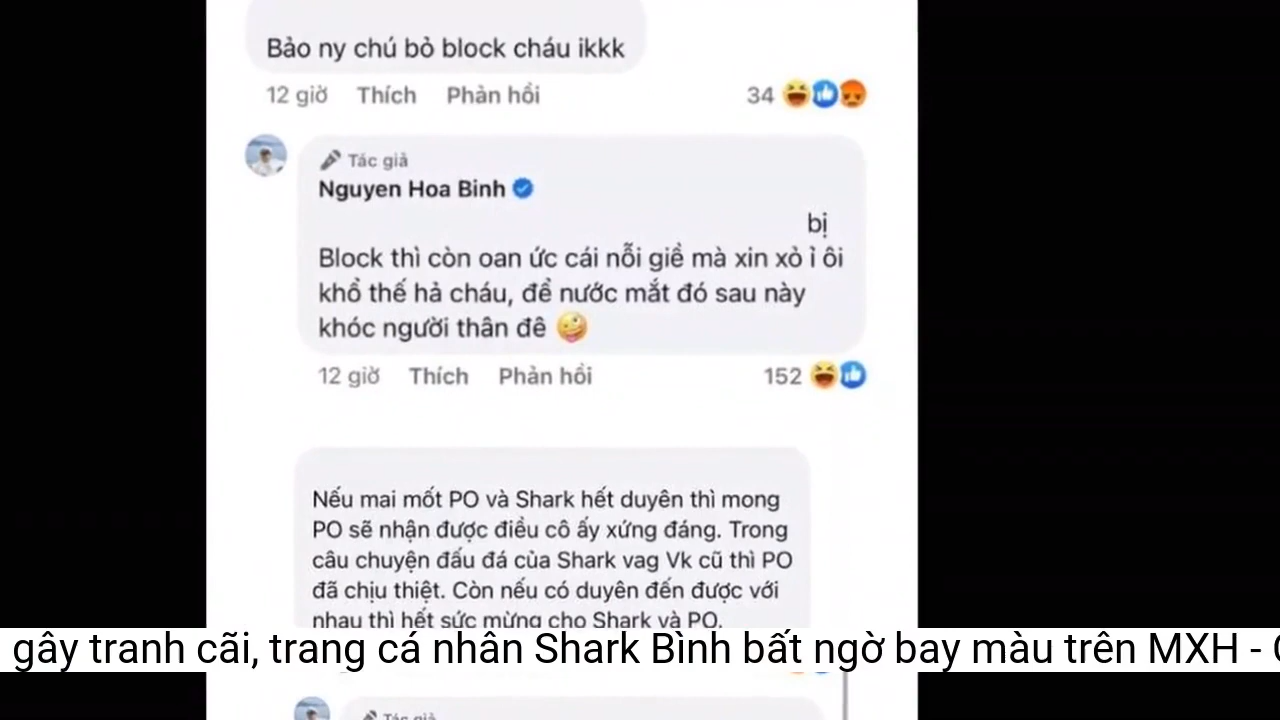 Bảo ny chú bỏ block cháu ikkk
12 giờ Thích Phản hồi 34
Tác giả
Nguyen Hoa Binh
bị
Block thì còn oan ức cái nỗi giề mà xin xỏ ỉ ôi
khổ thế hả cháu, để nước mắt đó sau này
khóc người thân đê
12 giờ Thích Phản hồi 152
Nếu mai mốt PO và Shark hết duyên thì mong
PO sẽ nhận được điều cô ấy xứng đáng. Trong
câu chuyện đấu đá của Shark vag Vk cũ thì PO
đã chịu thiệt. Còn nếu có duyên đến được với
nhau thì hết sức mừng cho Shark và PO.
gây tranh cãi, trang cá nhân Shark Bình bất ngờ bay màu trên MXH -
Tác giả